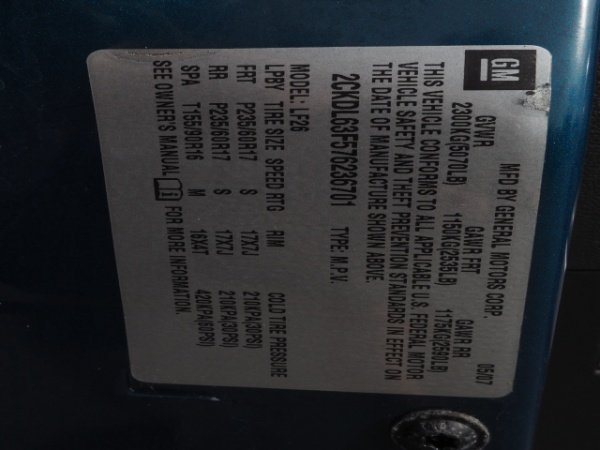 GM
MFD BY GENERAL MOTORS CORP. 05/07
GVWR GAWR FRT GAWR RR
2300KG(5070LB) 1150KG(2535LB) 1175KG(2590LB)
THIS VEHICLE CONFORMS TO ALL APPLICABLE U.S. FEDERAL MOTOR
VEHICLE SAFETY AND THEFT PREVENTION STANDARDS IN EFFECT ON
THE DATE OF MANUFACTURE SHOWN ABOVE.
2CKDL63F576236701 TYPE: M.P.V.
MODEL: LF26
LPBY TIRE SIZE SPEED RTG RIM COLD TIRE PRESSURE
FRT P235/60R17 S 17X7J 210KPA(30PSI)
RR P235/60R17 S 17X7J 210KPA(30PSI)
SPA T155/90R16 M 16X4T 420KPA(60PSI)
SEE OWNER'S MANUAL FOR MORE INFORMATION.